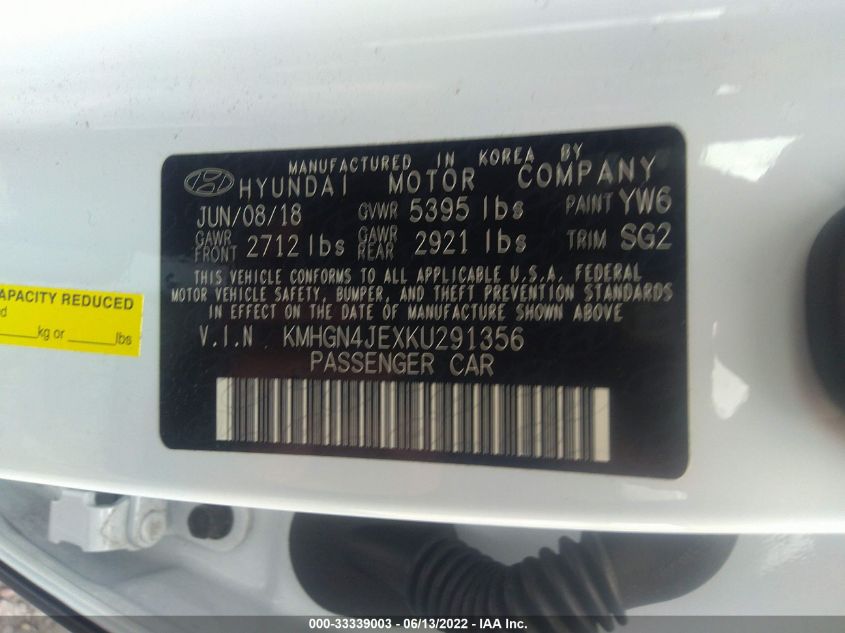 MANUFACTURED IN KOREA BY
HYUNDAI MOTOR COMPANY
JUN/08/18 GVWR 5395 lbs PAINT YW6
GAWR FRONT 2712 lbs GAWR REAR 2921 lbs TRIM SG2
THIS VEHICLE CONFORMS TO ALL APPLICABLE U.S.A. FEDERAL
MOTOR VEHICLE SAFETY, BUMPER, AND THEFT PREVENTION STANDARDS
IN EFFECT ON THE DATE OF MANUFACTURE SHOWN ABOVE
V.I.N : KMHGN4JEXKU291356
PASSENGER CAR
CAPACITY REDUCED
kg or lbs
000-33339003 - 06/13/2022 - IAAI.com